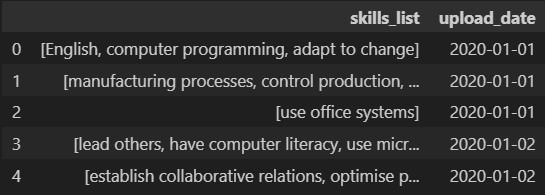 skills_list upload_date
0 [English, computer programming, adapt to change] 2020-01-01
1 [manufacturing processes, control production, ... 2020-01-01
2 [use office systems] 2020-01-01
3 [lead others, have computer literacy, use micr... 2020-01-02
4 [establish collaborative relations, optimise p... 2020-01-02